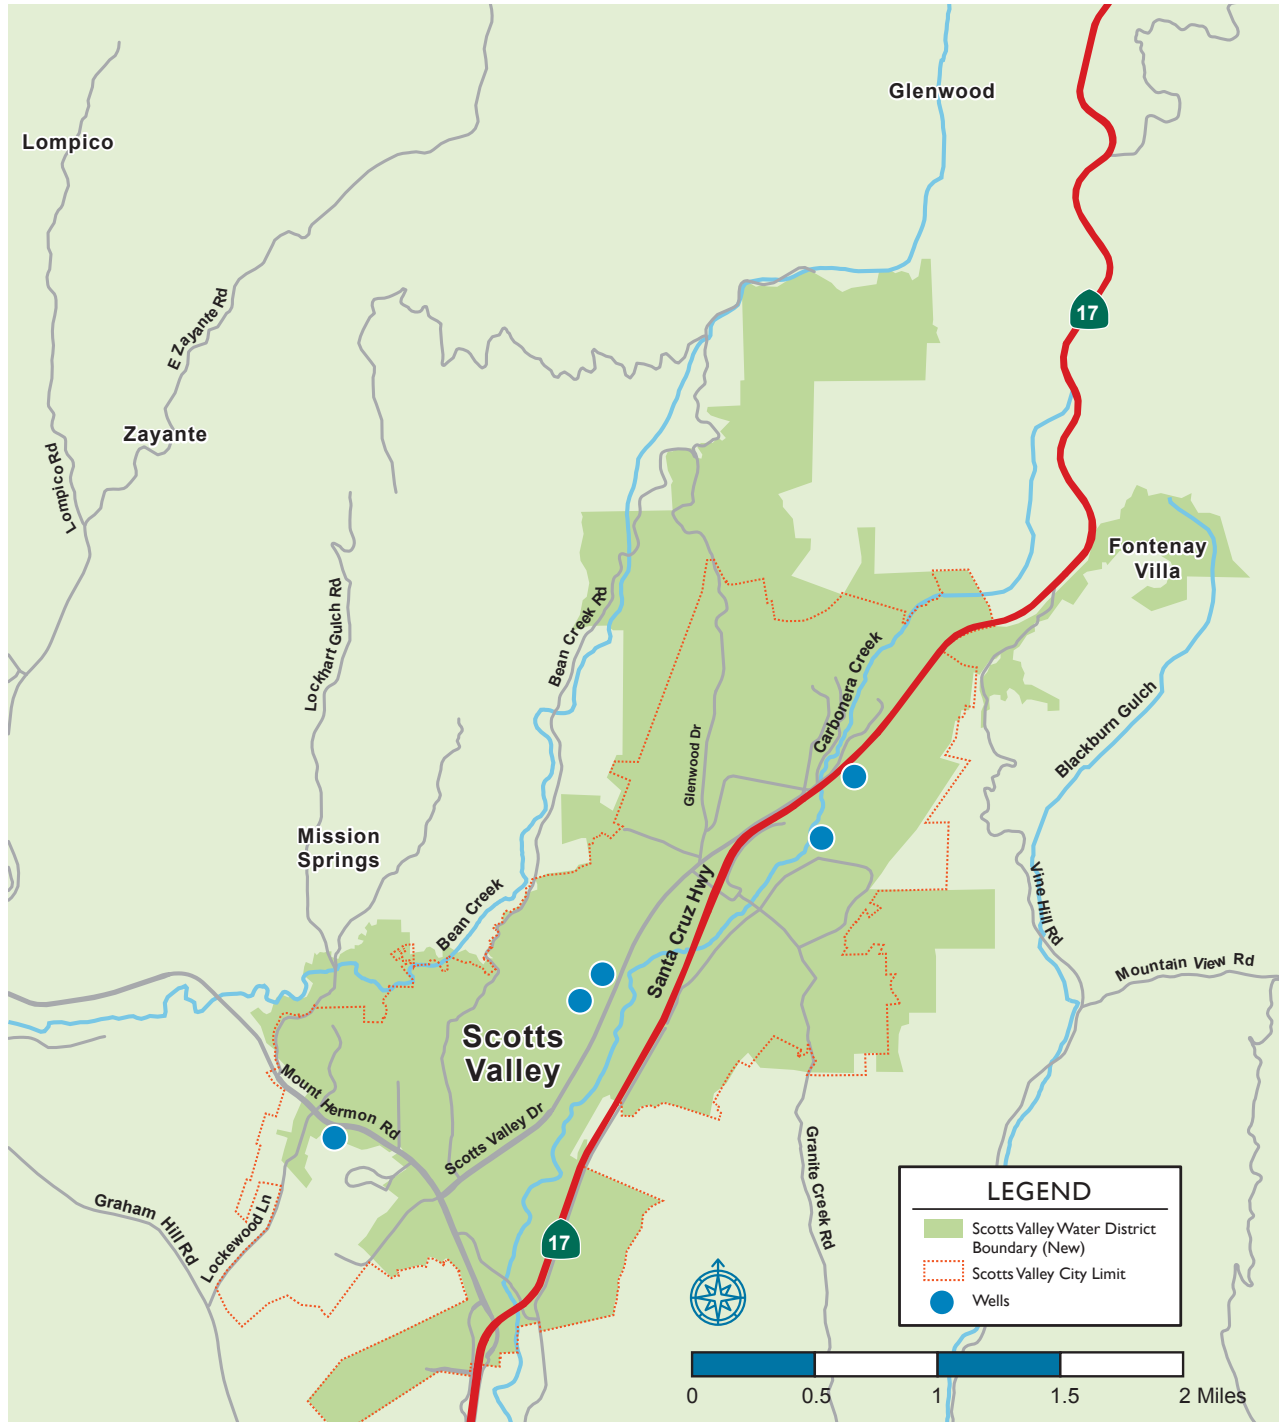 Glenwood
Lompico
17
E Zayante Rd
Zayante
Lompico Rd
Fontenay
Villa
Lockhart Gulch Rd
Bean Creek Rd
Carbonera Creek
Blackburn Gulch
Glenwood Dr
Mission
Springs
Bean Creek
Santa Cruz Hwy
Vine Hill Rd
Mountain View Rd
Scotts
Valley
Mount Hermon Rd
Scotts Valley Dr
Granite Creek Rd
Graham Hill Rd
Lockewood Ln
17
LEGEND
Scotts Valley Water District
Boundary (New)
Scotts Valley City Limit
Wells
0 0.5 1 1.5 2 Miles